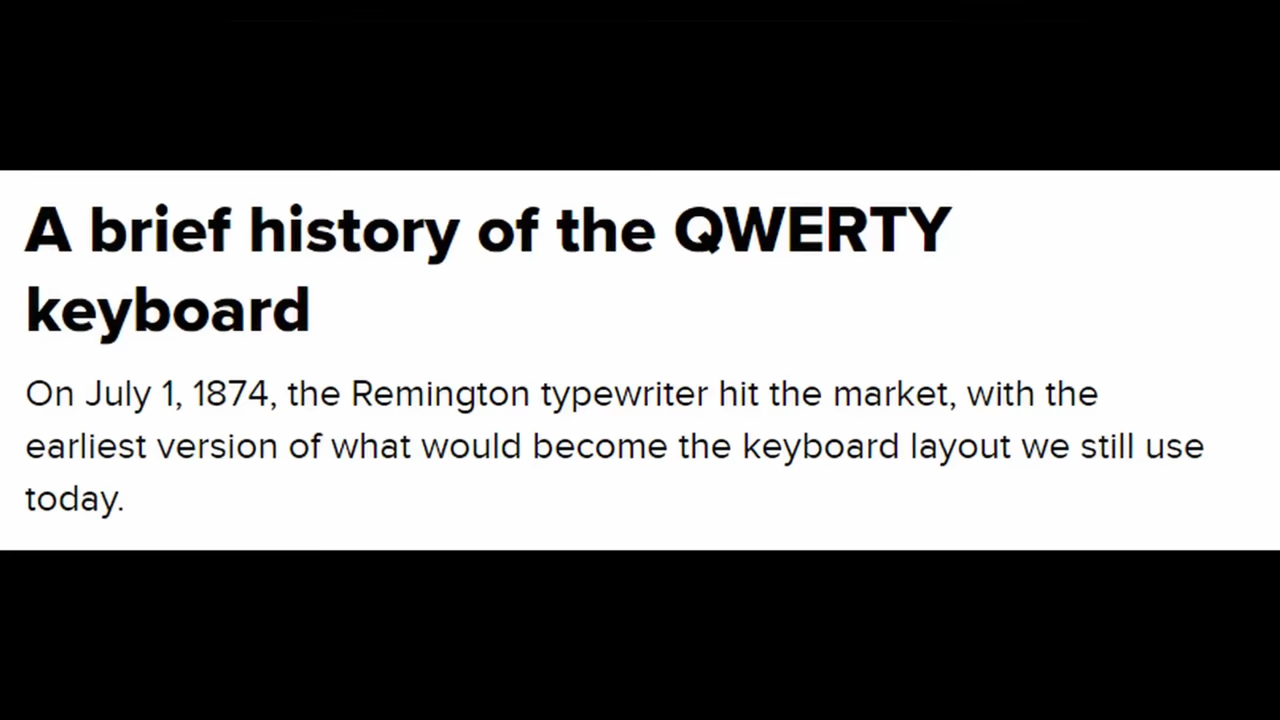 A brief history of the QWERTY
keyboard
On July 1, 1874, the Remington typewriter hit the market, with the
earliest version of what would become the keyboard layout we still use
today.